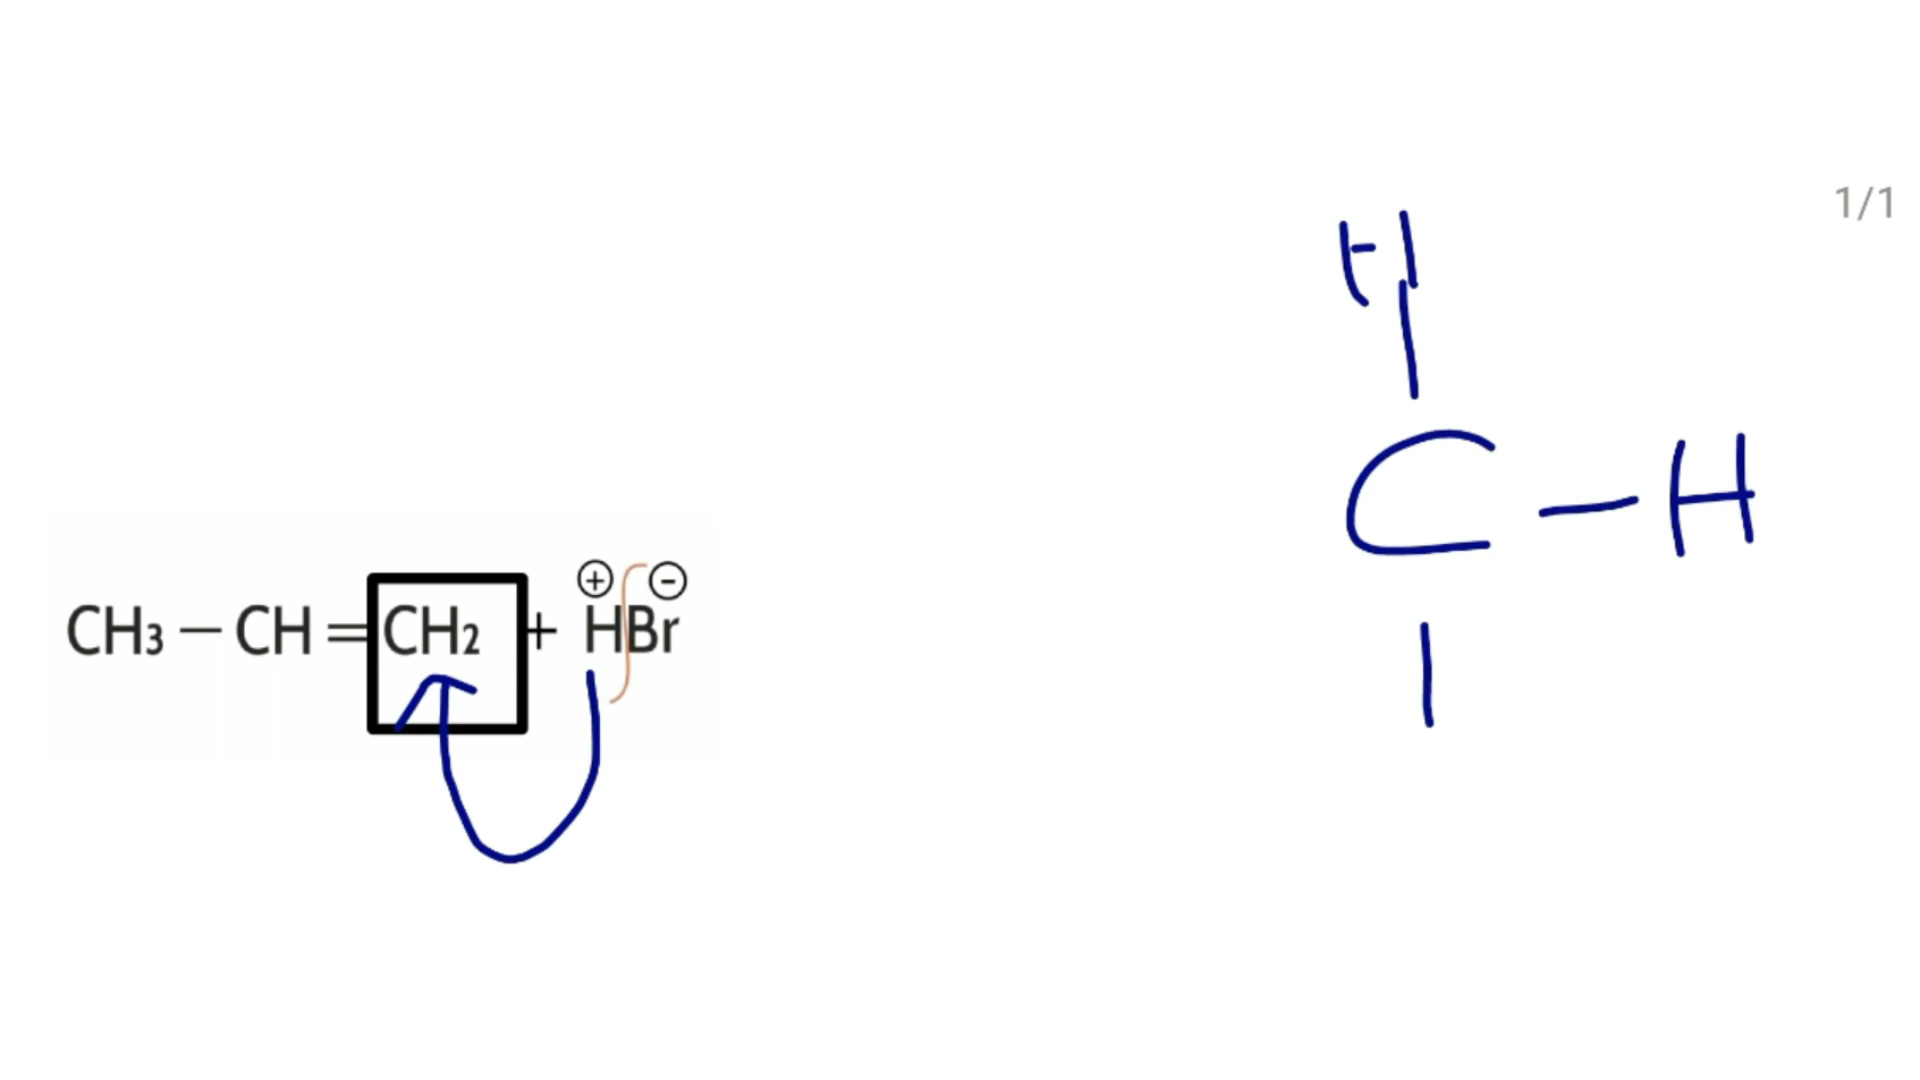 1/1
H
C – H
CH₃ – CH = CH₂ + HBr
⊕ ⊖